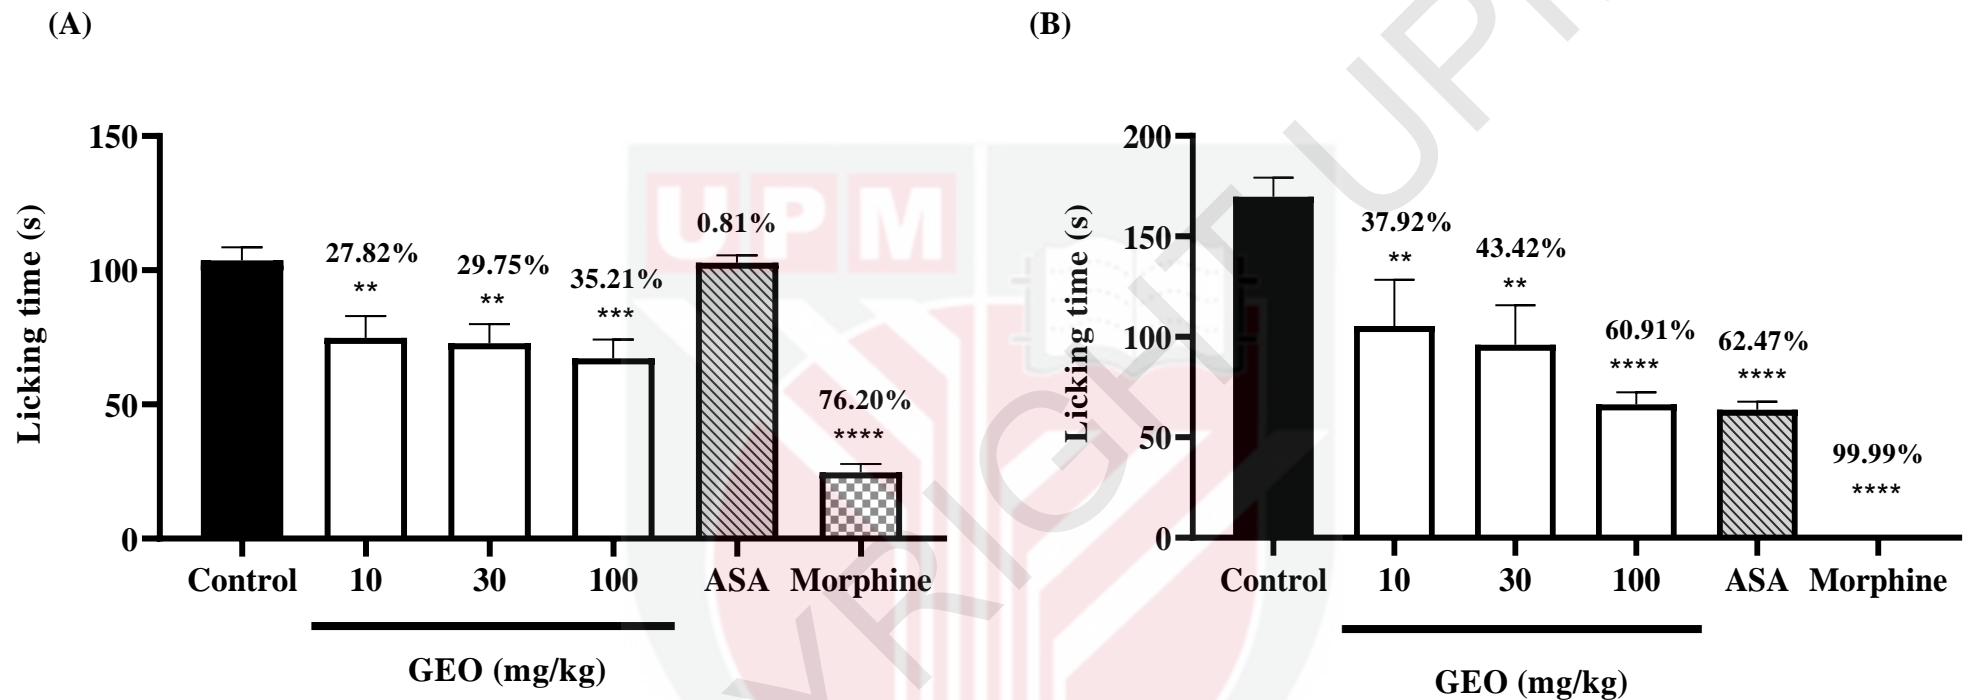 (A)
150
100
50
0
Licking time (s)
27.82%
**
29.75%
**
35.21%
***
0.81%
76.20%
****
Control 10 30 100 ASA Morphine
GEO (mg/kg)
(B)
200
150
100
50
0
Licking time (s)
37.92%
**
43.42%
**
60.91%
****
62.47%
****
99.99%
****
Control 10 30 100 ASA Morphine
GEO (mg/kg)
UPM
YRIGHT UPM